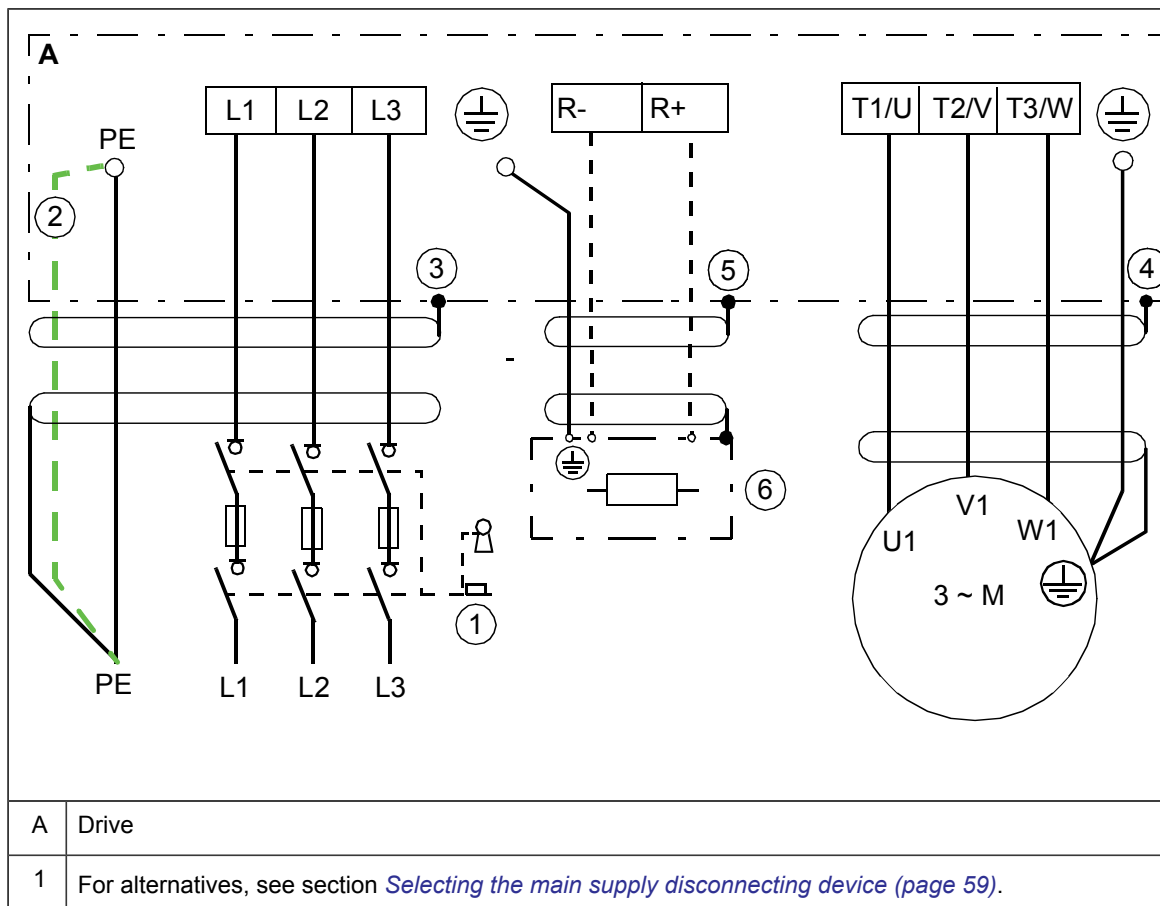 A
L1 L2 L3
R- R+
T1/U T2/V T3/W
PE
2
3
5
4
6
U1
V1
W1
3 ~ M
1
PE
L1 L2 L3
A Drive
1 For alternatives, see section Selecting the main supply disconnecting device (page 59).